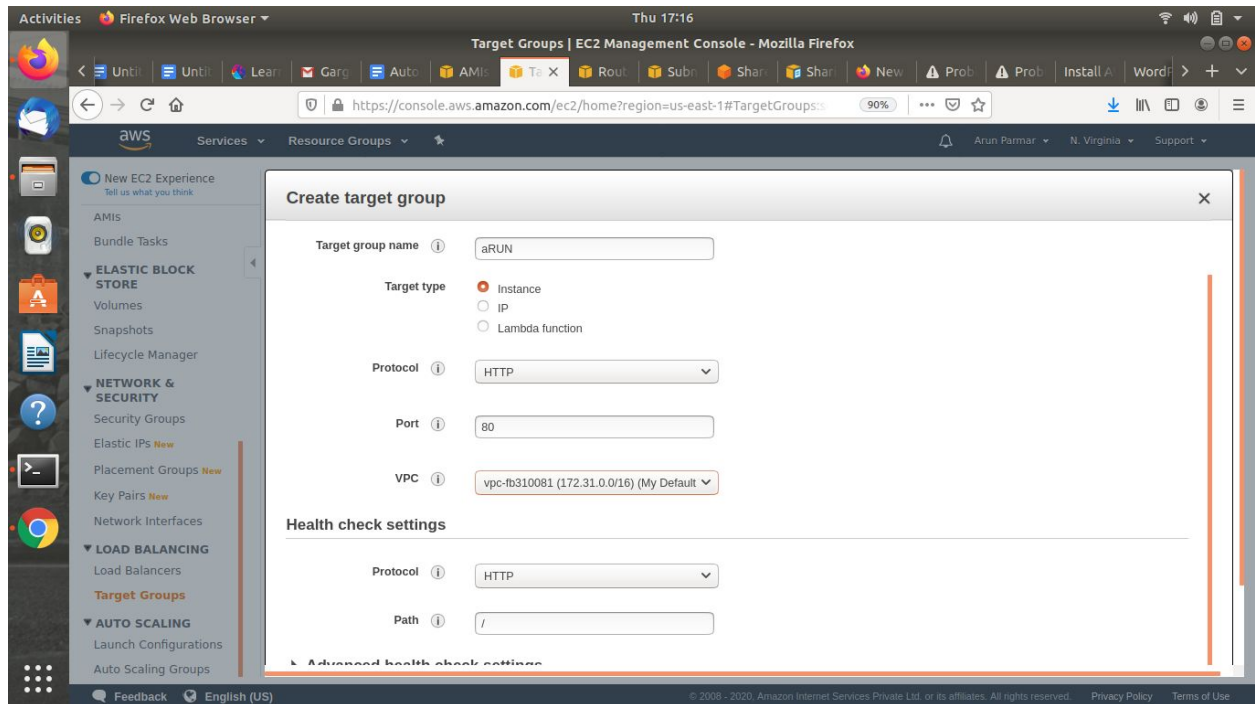 Activities Firefox Web Browser Thu 17:16
Target Groups | EC2 Management Console - Mozilla Firefox
Untit Untit Lear Garg Auto AMIs Ta Rout Subn Shar Shar New Prob Prob Install A WordP
https://console.aws.amazon.com/ec2/home?region=us-east-1#TargetGroups:s 90%
aws Services Resource Groups Arun Parmar N. Virginia Support
New EC2 Experience
Tell us what you think
AMIs
Bundle Tasks
ELASTIC BLOCK STORE
Volumes
Snapshots
Lifecycle Manager
NETWORK & SECURITY
Security Groups
Elastic IPs New
Placement Groups New
Key Pairs New
Network Interfaces
LOAD BALANCING
Load Balancers
Target Groups
AUTO SCALING
Launch Configurations
Auto Scaling Groups
Create target group
Target group name aRUN
Target type Instance
IP
Lambda function
Protocol HTTP
Port 80
VPC vpc-fb310081 (172.31.0.0/16) (My Default
Health check settings
Protocol HTTP
Path /
Advanced health check settings
Feedback English (US) © 2008 - 2020, Amazon Internet Services Private Ltd. or its affiliates. All rights reserved. Privacy Policy Terms of Use